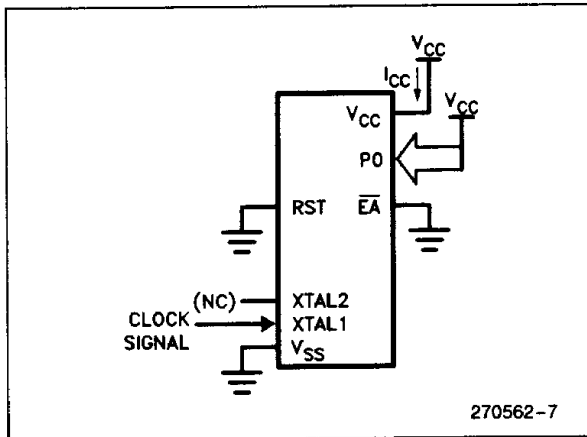 VCC
ICC
VCC
VCC
P0
RST
EA
(NC)
XTAL2
CLOCK
SIGNAL
XTAL1
VSS
270562-7